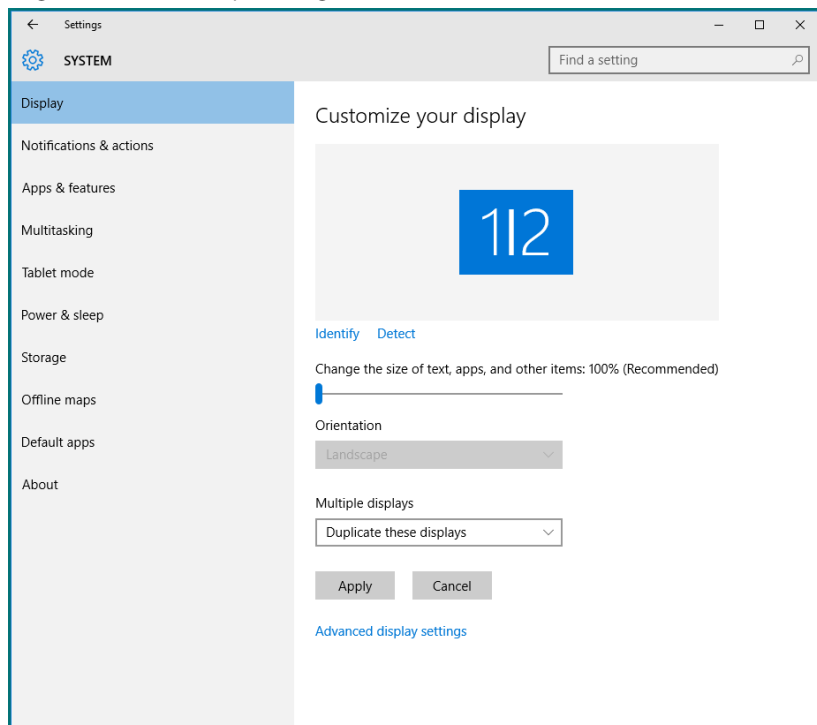 Settings
SYSTEM
Find a setting
Display
Notifications & actions
Apps & features
Multitasking
Tablet mode
Power & sleep
Storage
Offline maps
Default apps
About
Customize your display
1|2
Identify Detect
Change the size of text, apps, and other items: 100% (Recommended)
Orientation
Landscape
Multiple displays
Duplicate these displays
Apply Cancel
Advanced display settings